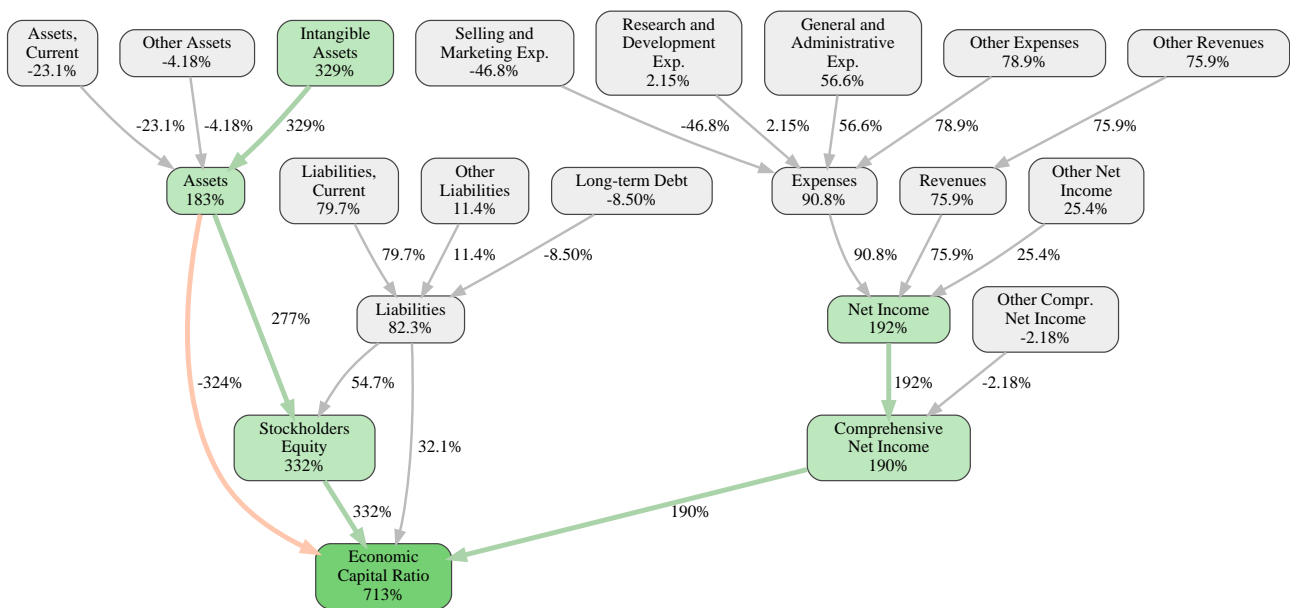 Assets,
Current
-23.1%
Other Assets
-4.18%
Intangible
Assets
329%
Selling and
Marketing Exp.
-46.8%
Research and
Development
Exp.
2.15%
General and
Administrative
Exp.
56.6%
Other Expenses
78.9%
Other Revenues
75.9%
-23.1%
-4.18%
329%
-46.8%
2.15%
56.6%
78.9%
75.9%
Assets
183%
Liabilities,
Current
79.7%
Other
Liabilities
11.4%
Long-term Debt
-8.50%
Expenses
90.8%
Revenues
75.9%
Other Net
Income
25.4%
79.7%
11.4%
-8.50%
90.8%
75.9%
25.4%
277%
Liabilities
82.3%
Net Income
192%
Other Compr.
Net Income
-2.18%
-324%
54.7%
192%
-2.18%
Stockholders
Equity
332%
32.1%
Comprehensive
Net Income
190%
332%
190%
Economic
Capital Ratio
713%